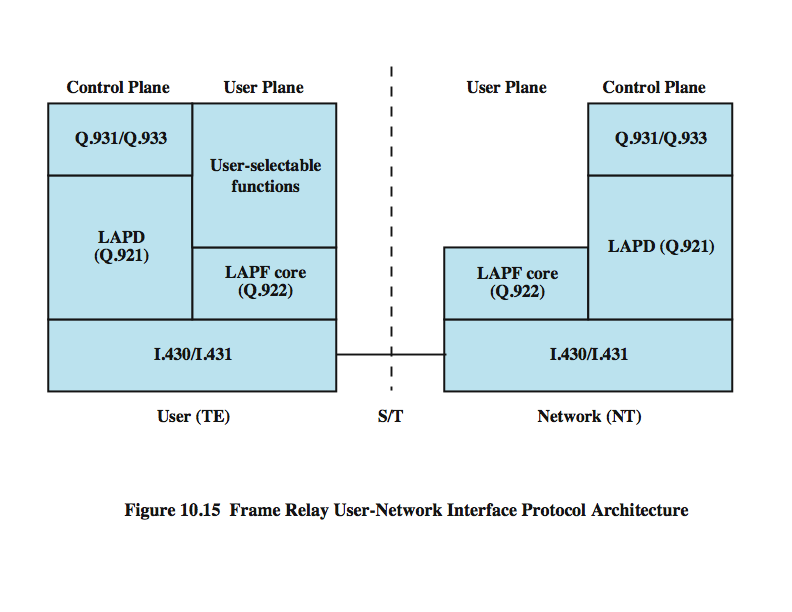 Control Plane
User Plane
User Plane
Control Plane
Q.931/Q.933
User-selectable
functions
Q.931/Q.933
LAPD
(Q.921)
LAPF core
(Q.922)
LAPF core
(Q.922)
LAPD (Q.921)
I.430/I.431
I.430/I.431
User (TE)
S/T
Network (NT)
Figure 10.15 Frame Relay User-Network Interface Protocol Architecture